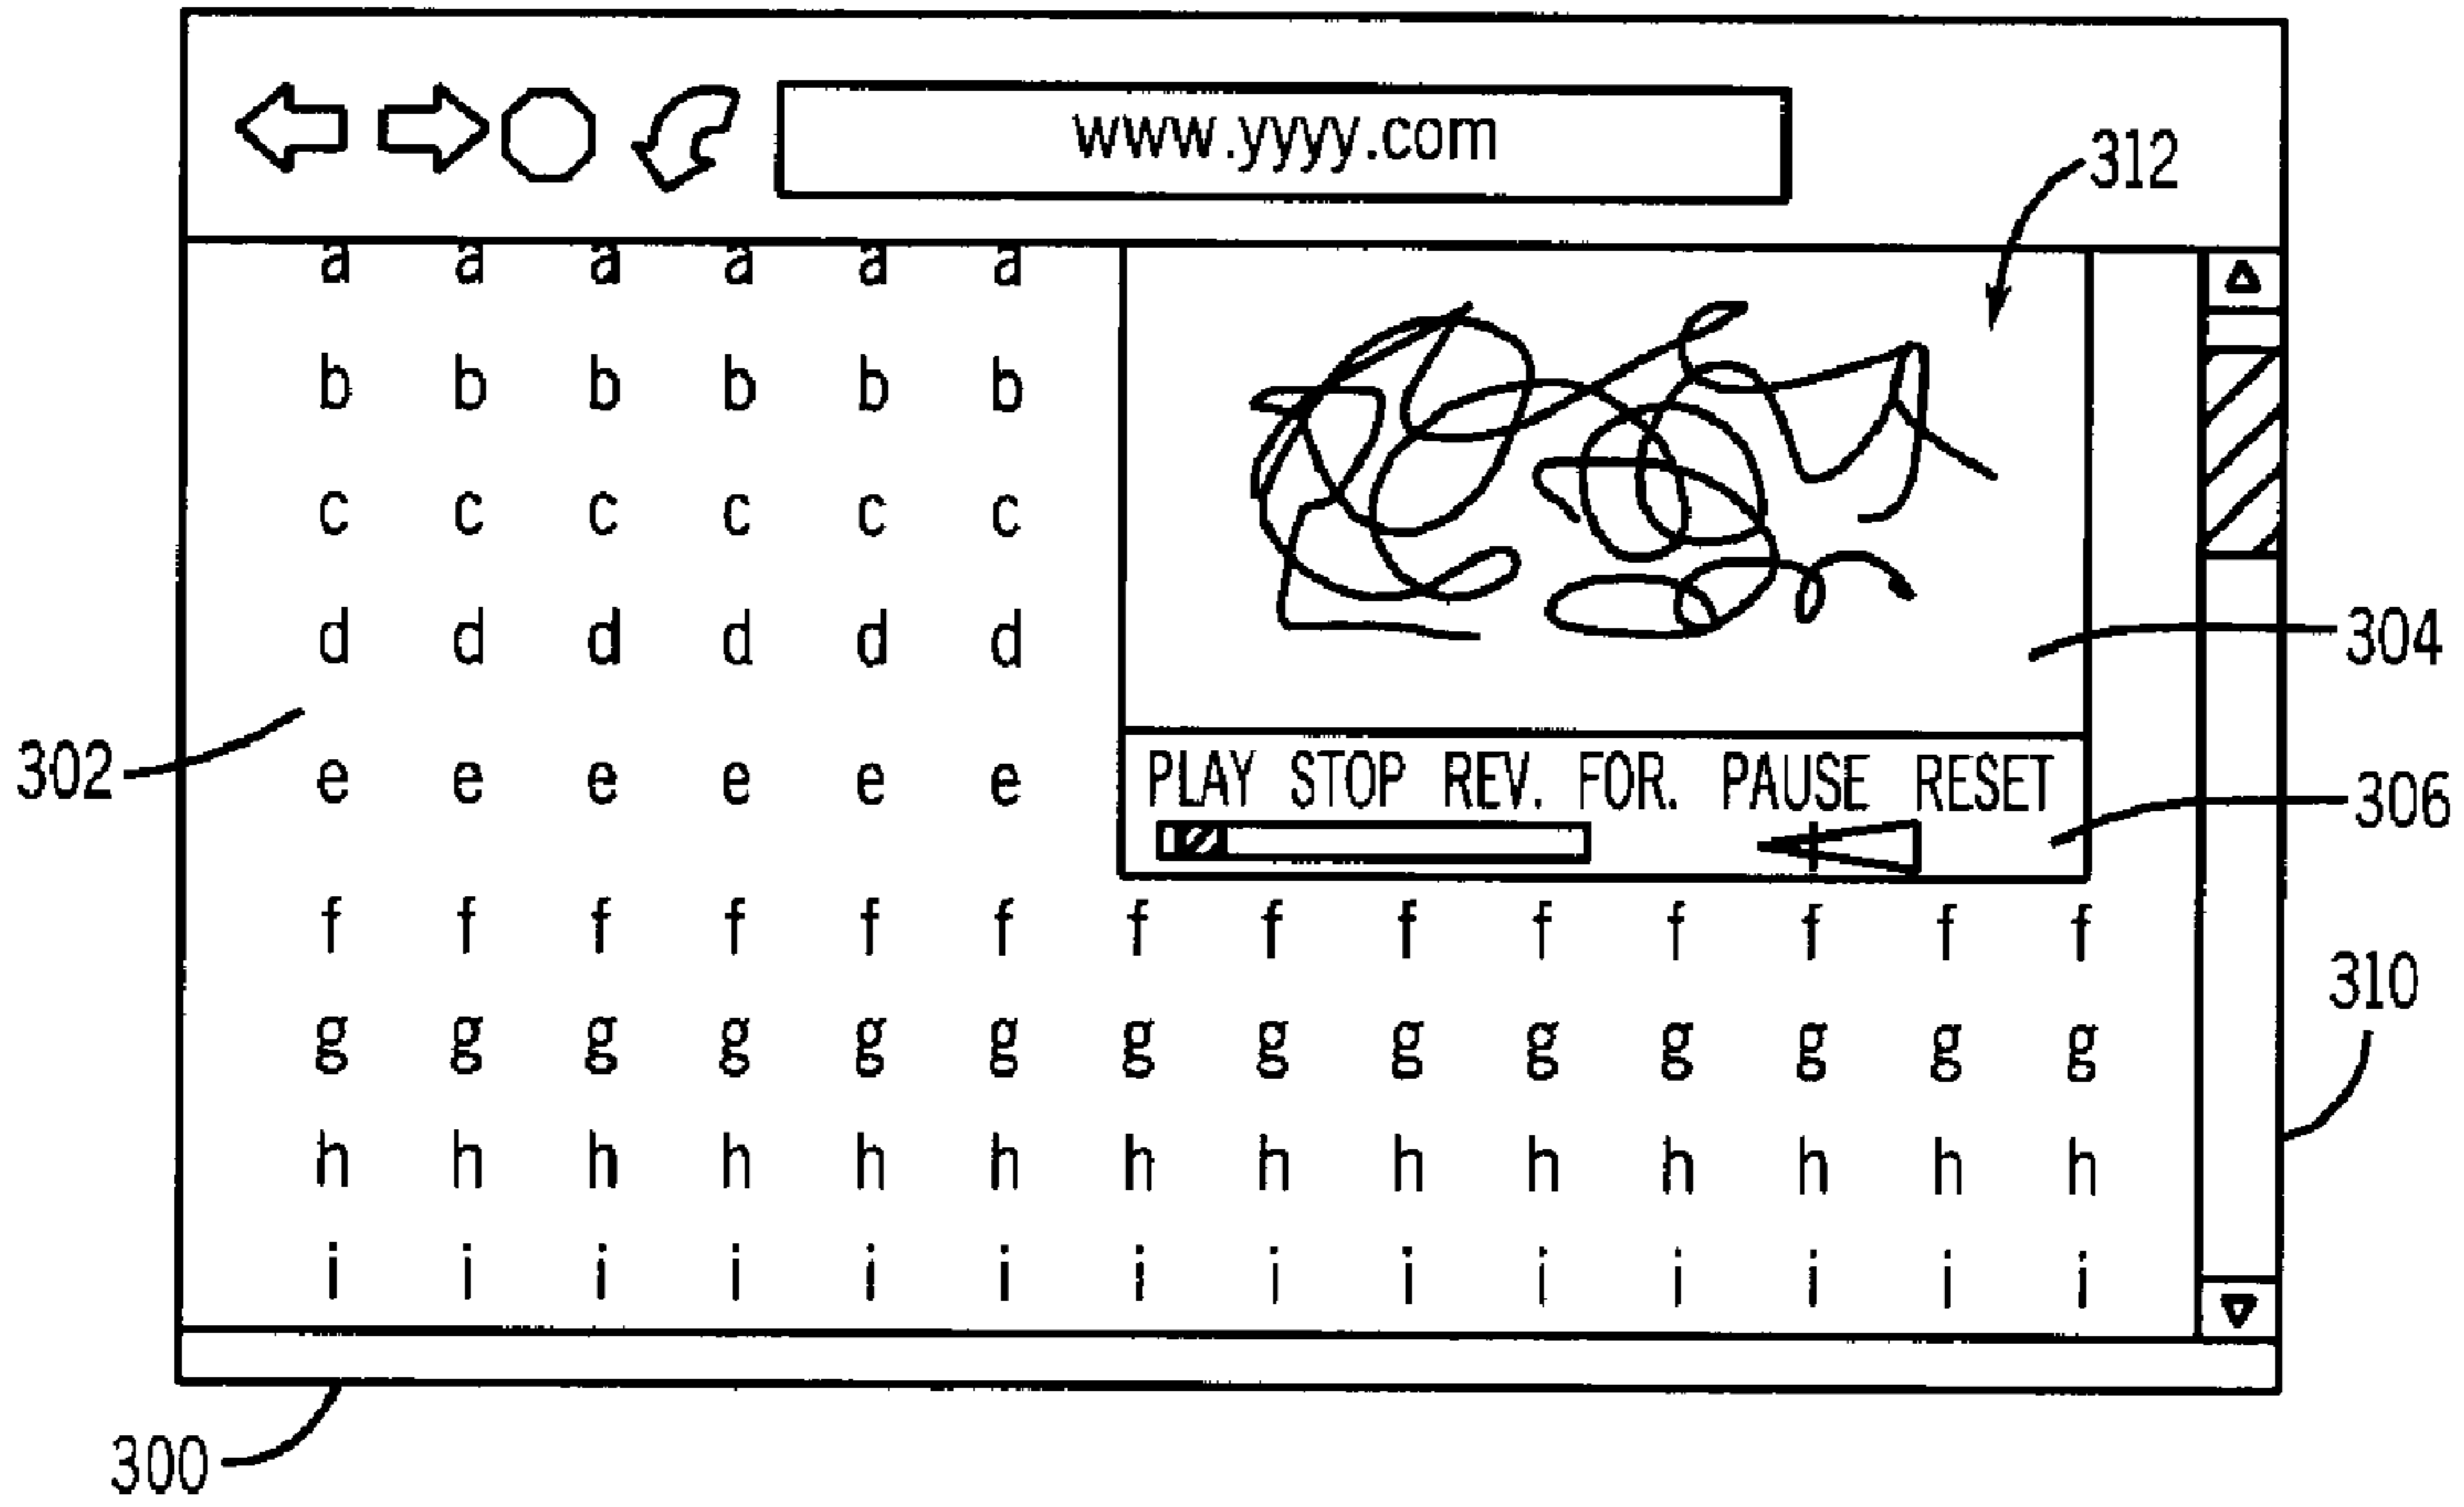 www.yyyy.com
312
a a a a a a
b b b b b b
c c c c c c
d d d d d d
304
302
e e e e e e
PLAY STOP REV. FOR. PAUSE RESET
306
f f f f f f f f f f f f f f
310
g g g g g g g g g g g g g g
h h h h h h h h h h h h h h
i i i i i i i i i i i i i i
300